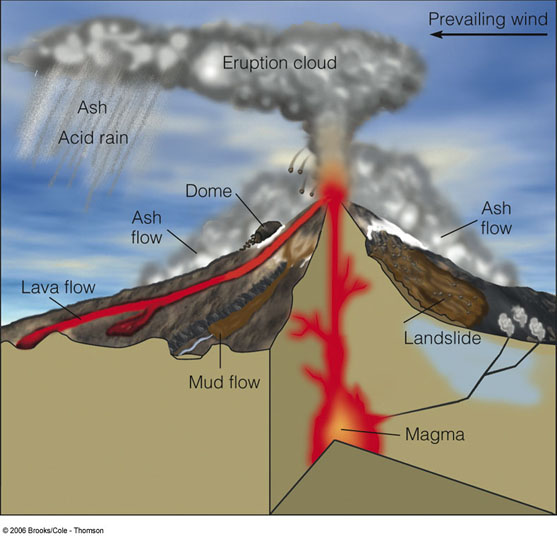 Prevailing wind
Eruption cloud
Ash
Acid rain
Dome
Ash
flow
Ash
flow
Lava flow
Landslide
Mud flow
Magma
© 2006 Brooks/Cole - Thomson